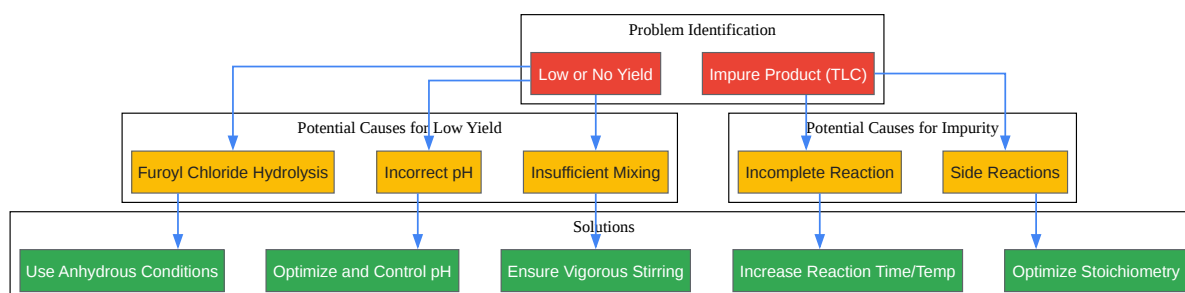 Problem Identification
Low or No Yield
Impure Product (TLC)
Potential Causes for Low Yield
Potential Causes for Impurity
Furoyl Chloride Hydrolysis
Incorrect pH
Insufficient Mixing
Incomplete Reaction
Side Reactions
Solutions
Use Anhydrous Conditions
Optimize and Control pH
Ensure Vigorous Stirring
Increase Reaction Time/Temp
Optimize Stoichiometry